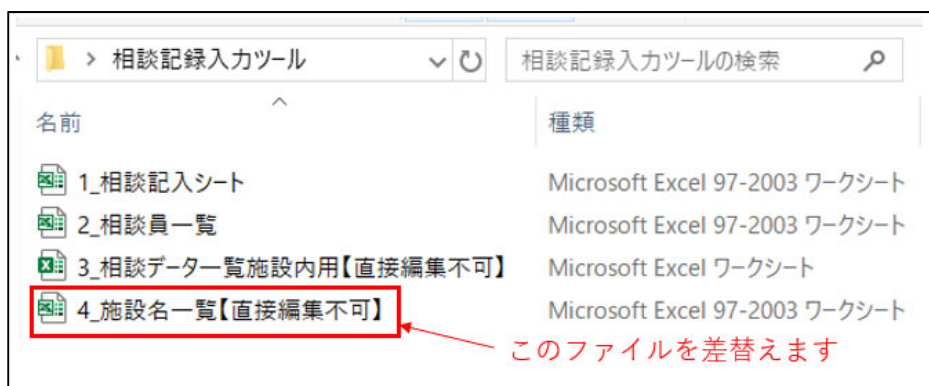 相談記録入力ツール
相談記録入力ツールの検索
名前
種類
1_相談記入シート
Microsoft Excel 97-2003 ワークシート
2_相談員一覧
Microsoft Excel 97-2003 ワークシート
3_相談データ一覧施設内用【直接編集不可】
Microsoft Excel ワークシート
4_施設名一覧【直接編集不可】
Microsoft Excel 97-2003 ワークシート
このファイルを差替えます